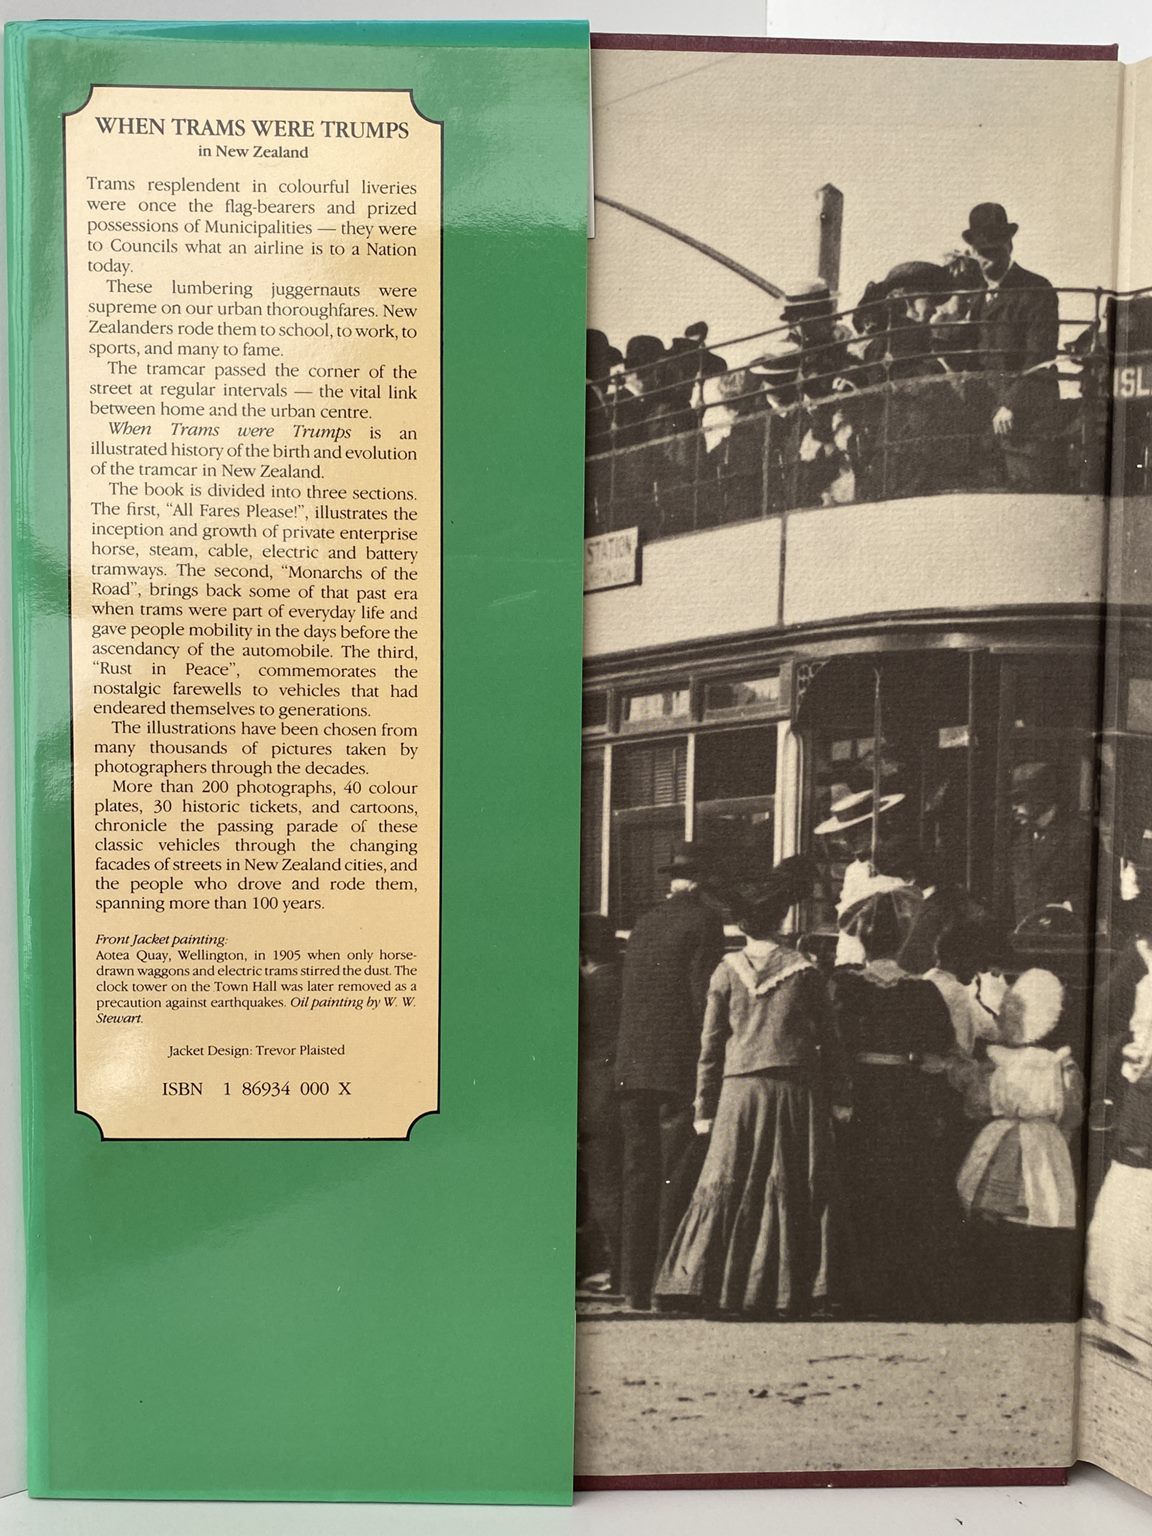 WHEN TRAMS WERE TRUMPS
in New Zealand
Trams resplendent in colourful liveries
were once the flag-bearers and prized
possessions of Municipalities — they were
to Councils what an airline is to a Nation
today.
These lumbering juggernauts were
supreme on our urban thoroughfares. New
Zealanders rode them to school, to work, to
sports, and many to fame.
The tramcar passed the corner of the
street at regular intervals — the vital link
between home and the urban centre.
When Trams were Trumps is an
illustrated history of the birth and evolution
of the tramcar in New Zealand.
The book is divided into three sections.
The first, “All Fares Please!”, illustrates the
inception and growth of private enterprise
horse, steam, cable, electric and battery
tramways. The second, “Monarchs of the
Road”, brings back some of that past era
when trams were part of everyday life and
gave people mobility in the days before the
ascendancy of the automobile. The third,
“Rust in Peace”, commemorates the
nostalgic farewells to vehicles that had
endeared themselves to generations.
The illustrations have been chosen from
many thousands of pictures taken by
photographers through the decades.
More than 200 photographs, 40 colour
plates, 30 historic tickets, and cartoons,
chronicle the passing parade of these
classic vehicles through the changing
facades of streets in New Zealand cities, and
the people who drove and rode them,
spanning more than 100 years.
Front Jacket painting:
Aotea Quay, Wellington, in 1905 when only horse-
drawn waggons and electric trams stirred the dust. The
clock tower on the Town Hall was later removed as a
precaution against earthquakes. Oil painting by W. W.
Stewart.
Jacket Design: Trevor Plaisted
ISBN 1 86934 000 X
ISL
STATION